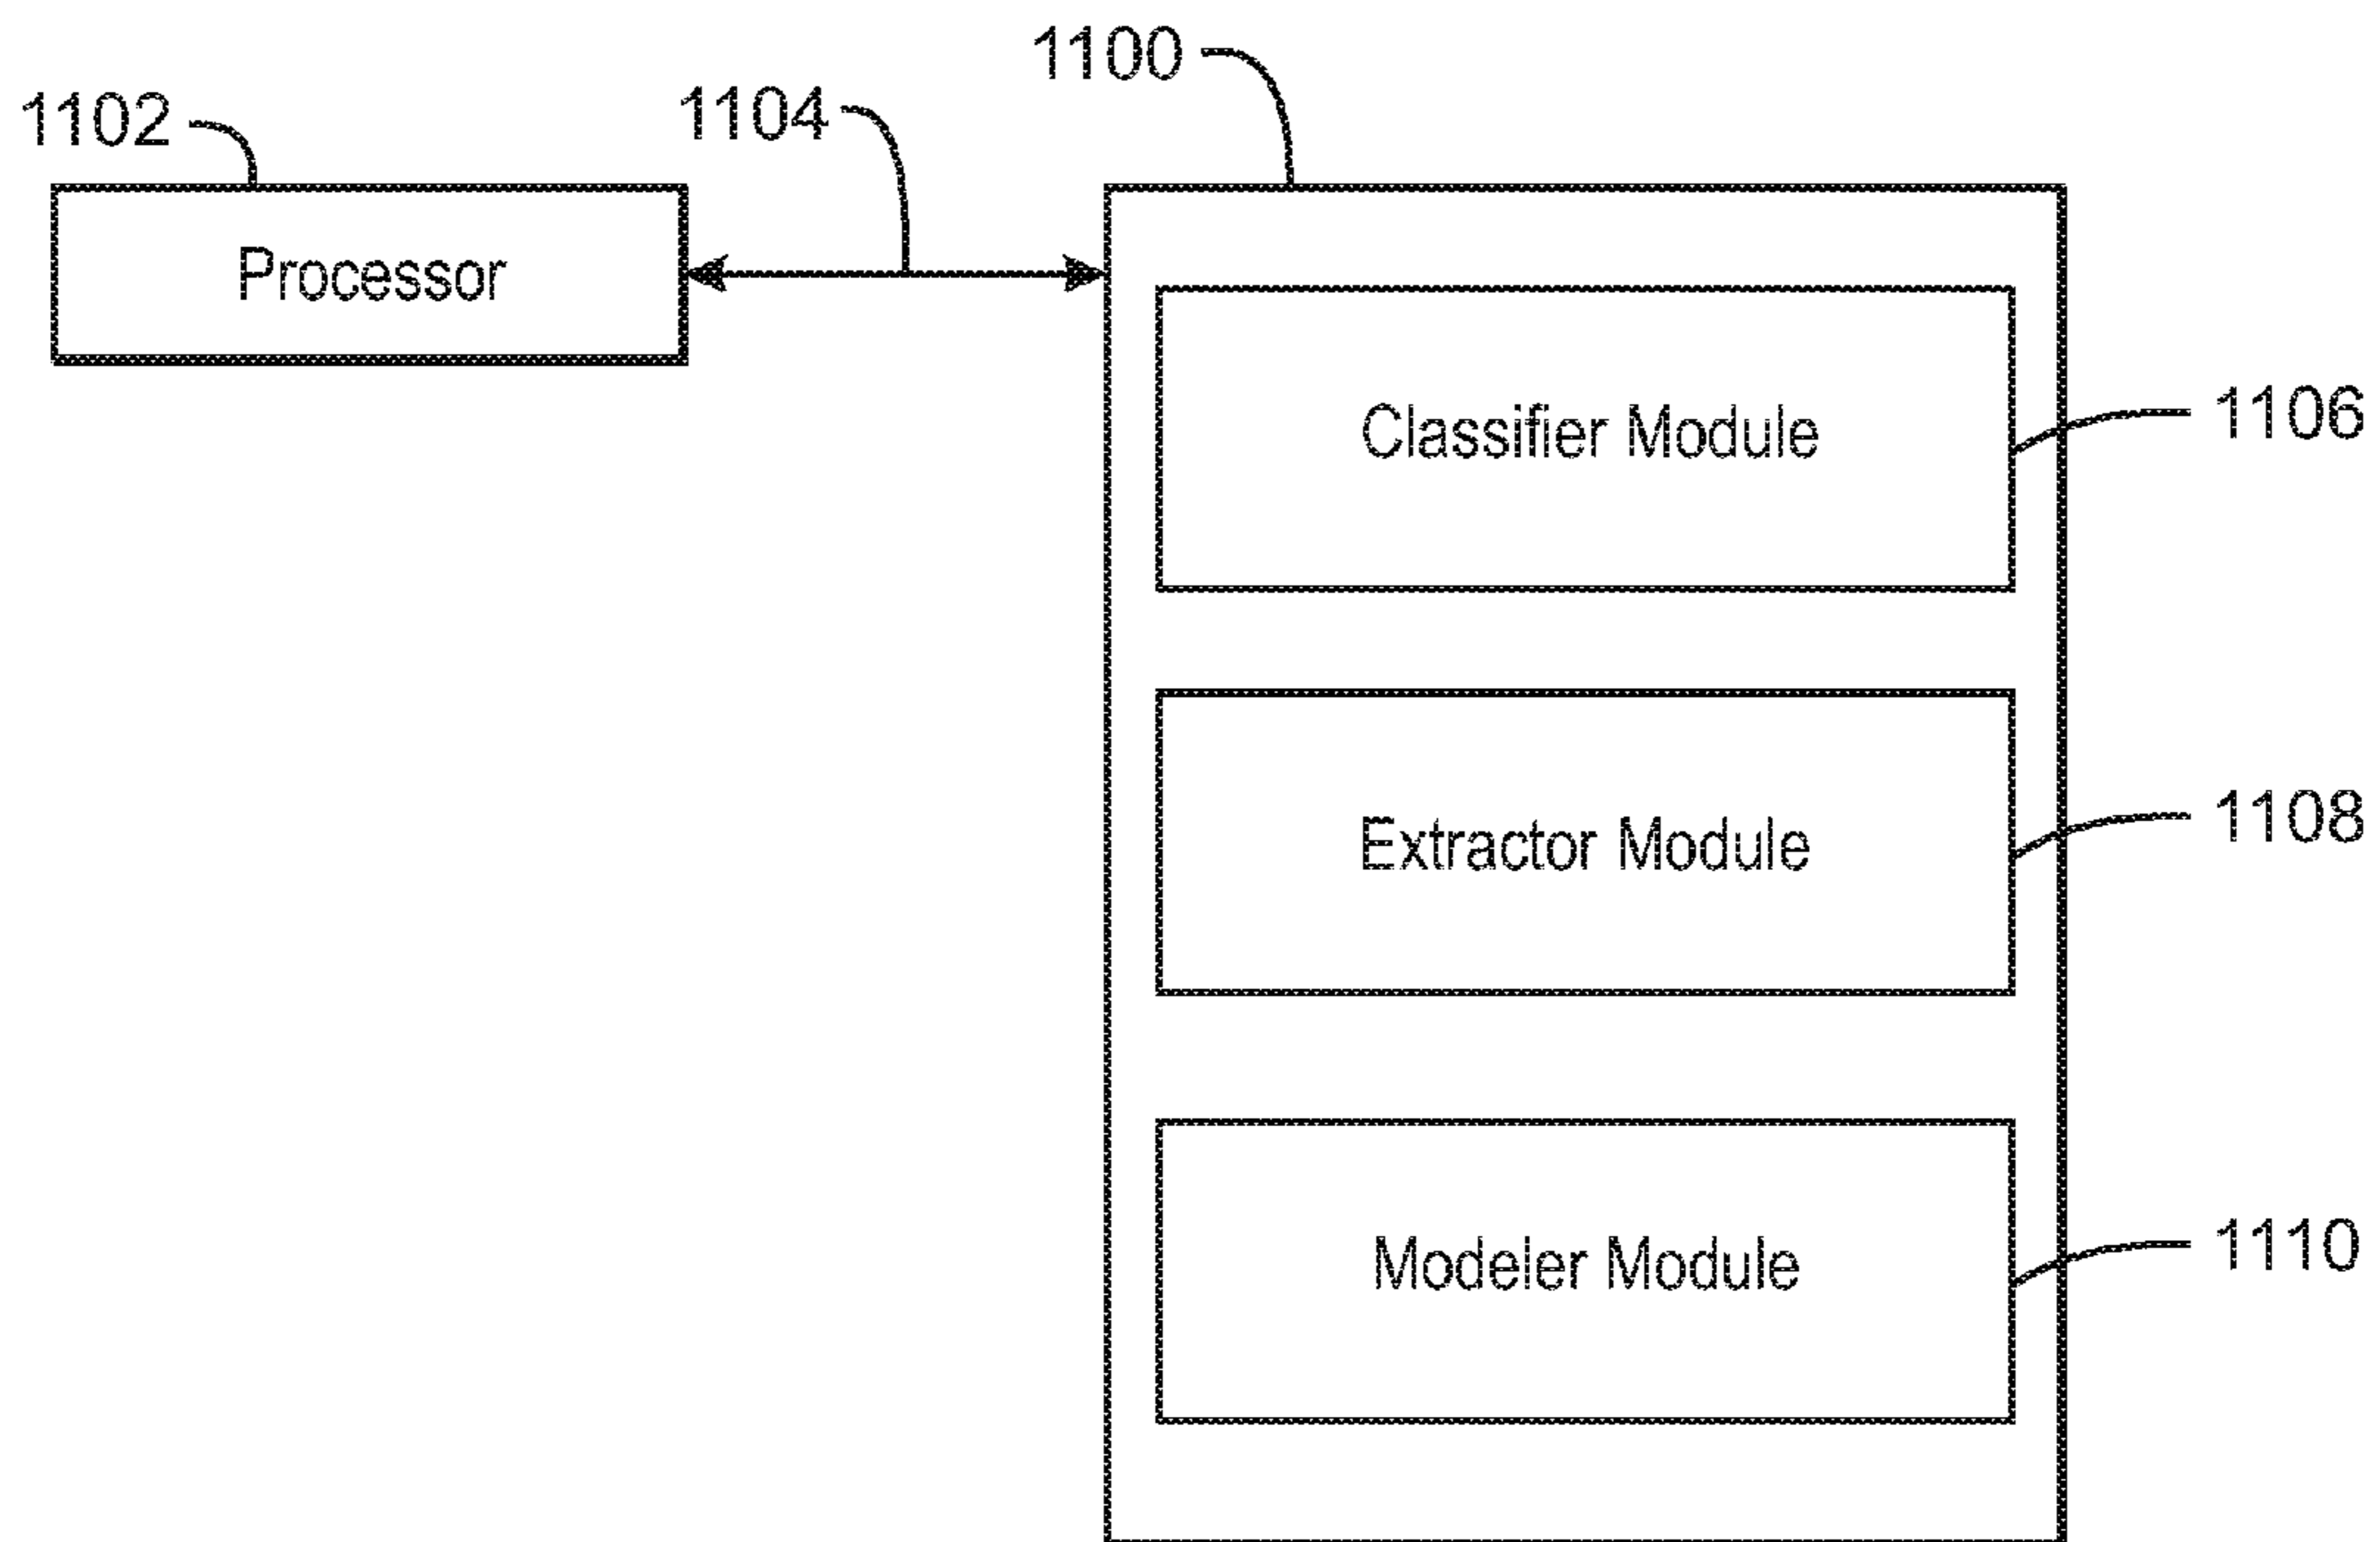 1100
1102
1104
Processor
Classifier Module
1106
Extractor Module
1108
Modeler Module
1110